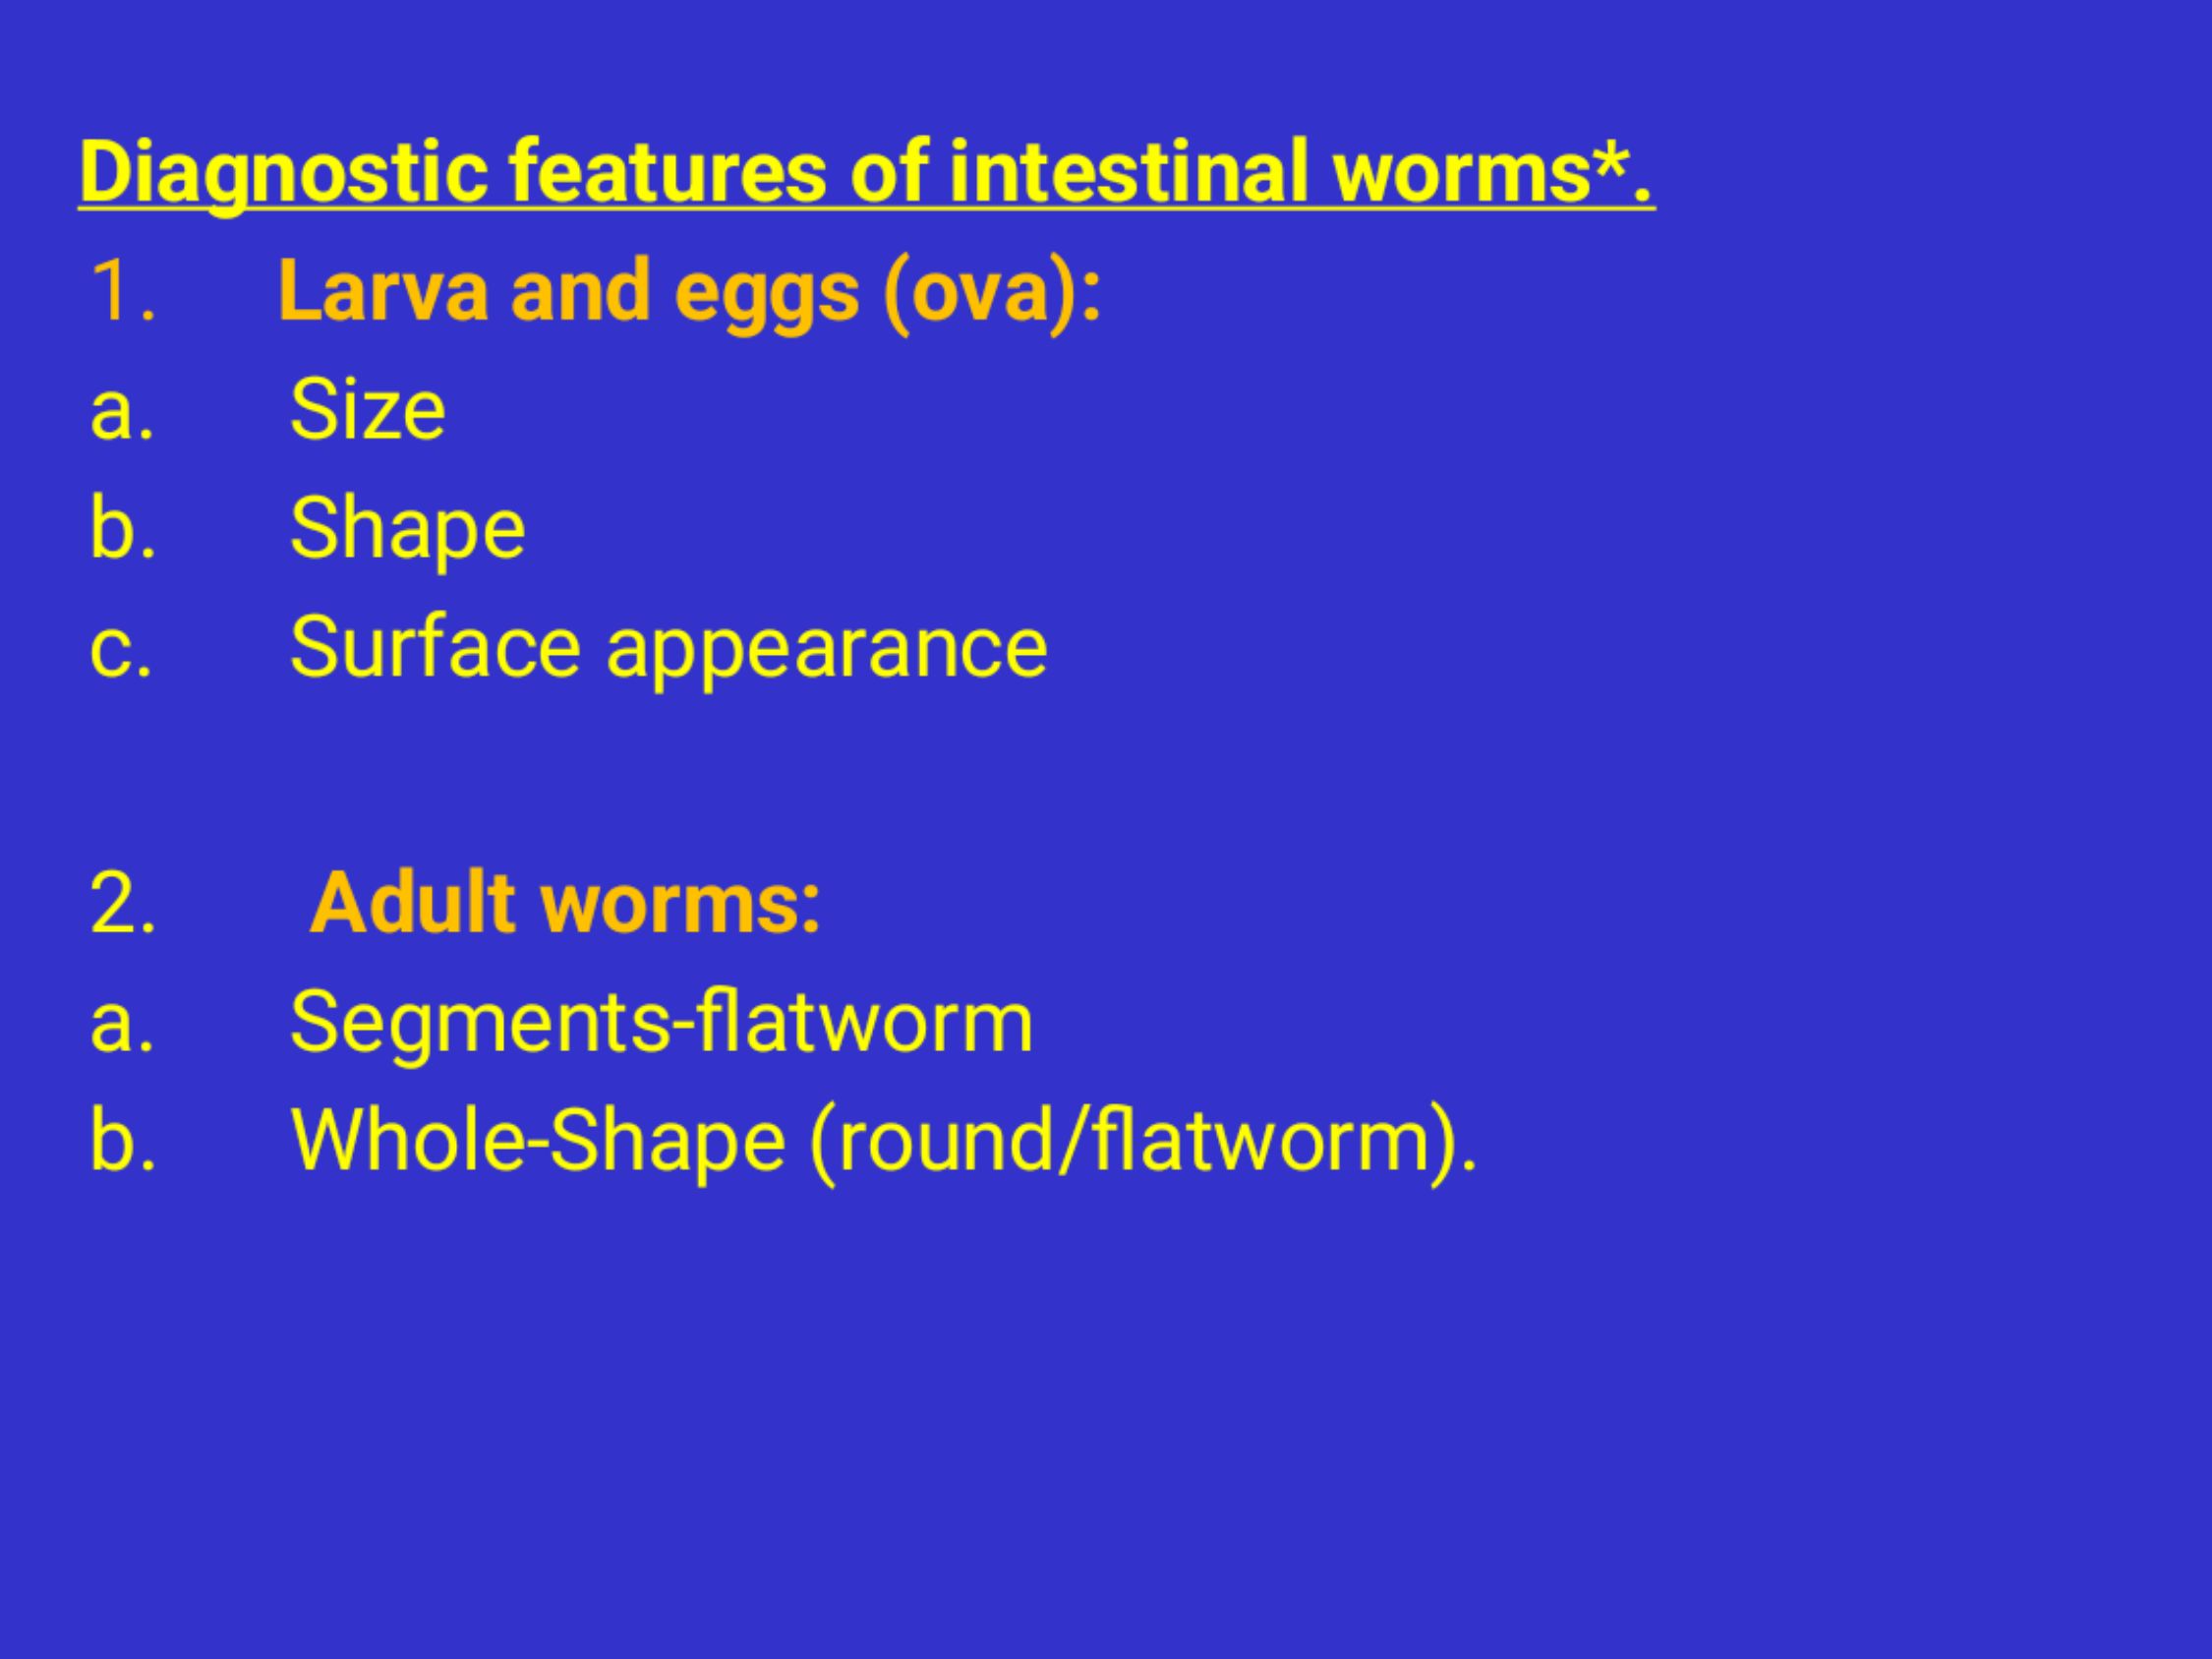 Diagnostic features of intestinal worms*.
1. Larva and eggs (ova):
a. Size
b. Shape
c. Surface appearance
2. Adult worms:
a. Segments-flatworm
b. Whole-Shape (round/flatworm).